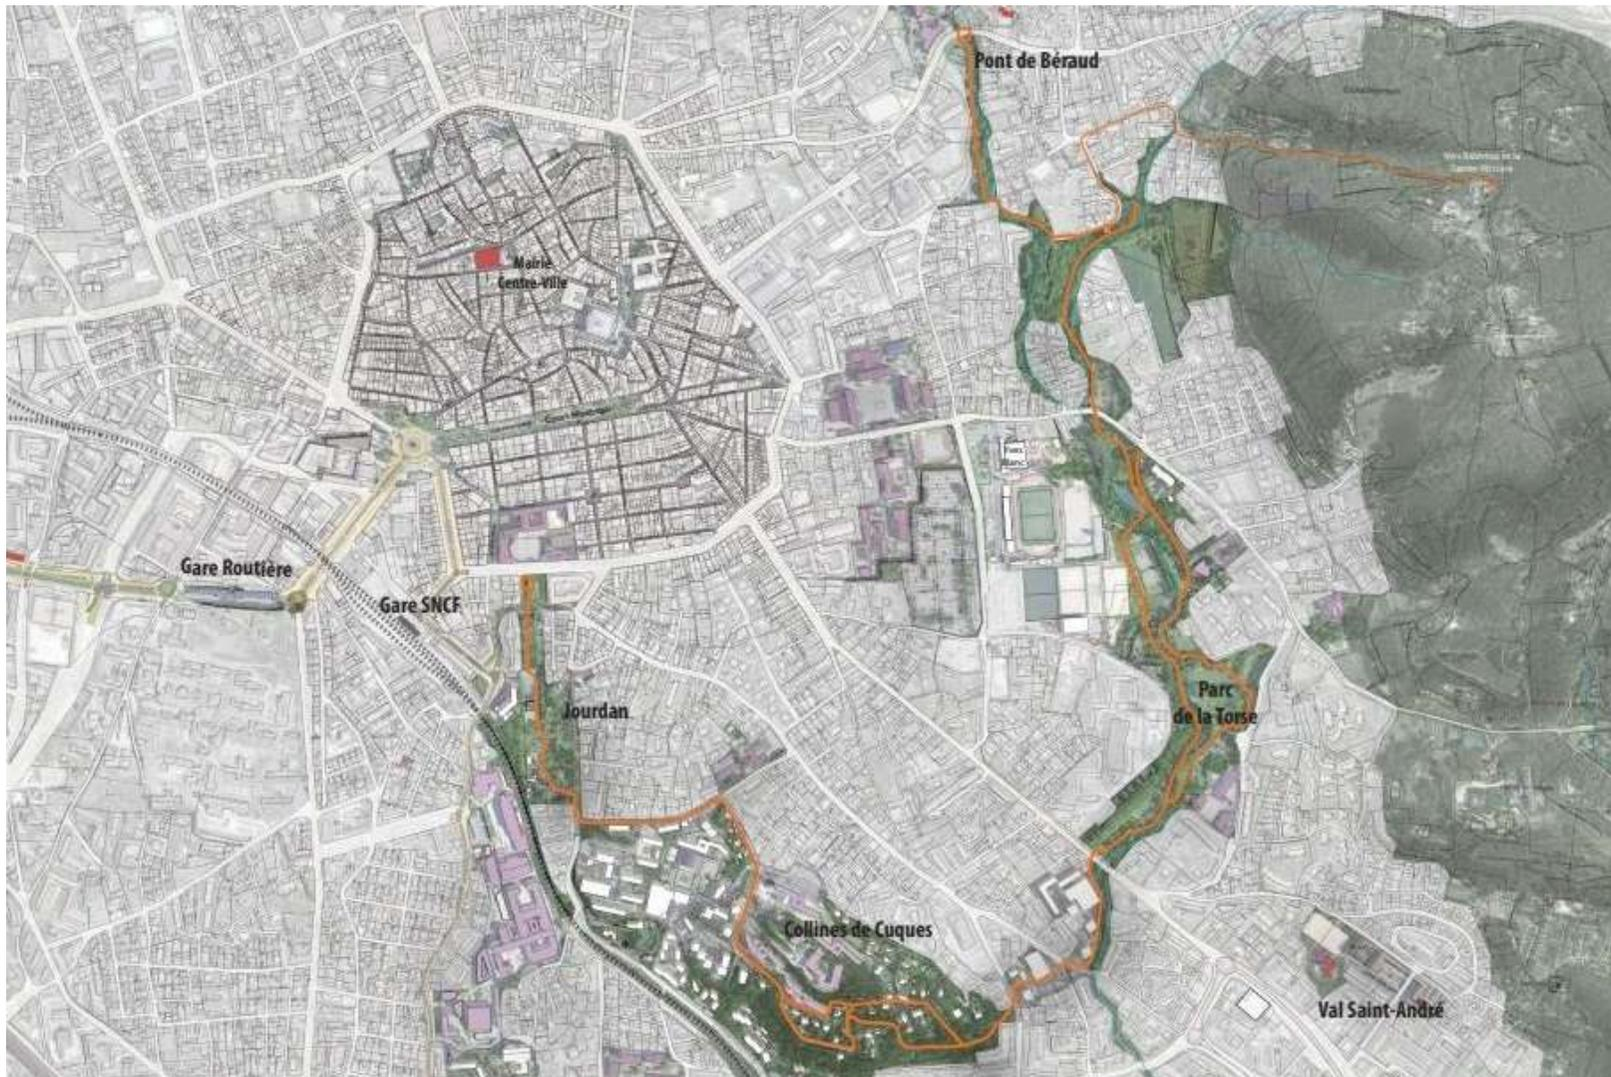 Pont de Béraud
Mairie
Centre-Ville
Gare Routière
Gare SNCF
Jourdan
Parc
de la Torse
Collines de Cuques
Val Saint-André